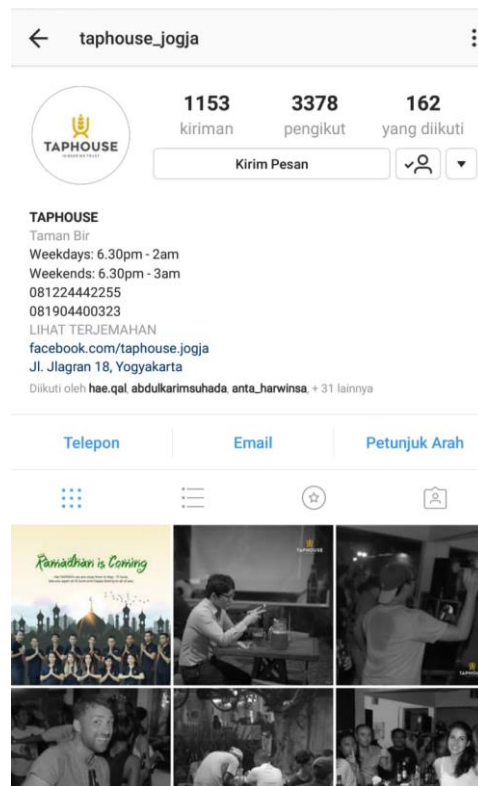 taphouse_jogja
1153 3378 162
kiriman pengikut yang diikuti
TAPHOUSE
Kirim Pesan
TAPHOUSE
Taman Bir
Weekdays: 6.30pm - 2am
Weekends: 6.30pm - 3am
081224442255
081904400323
LIHAT TERJEMAHAN
facebook.com/taphouse.jogja
Jl. Jlagran 18, Yogyakarta
Diikuti oleh hae.qal, abdulkarimsuhada, anta_harwinsa, + 31 lainnya
Telepon Email Petunjuk Arah
Ramadhan is Coming
TAPHOUSE